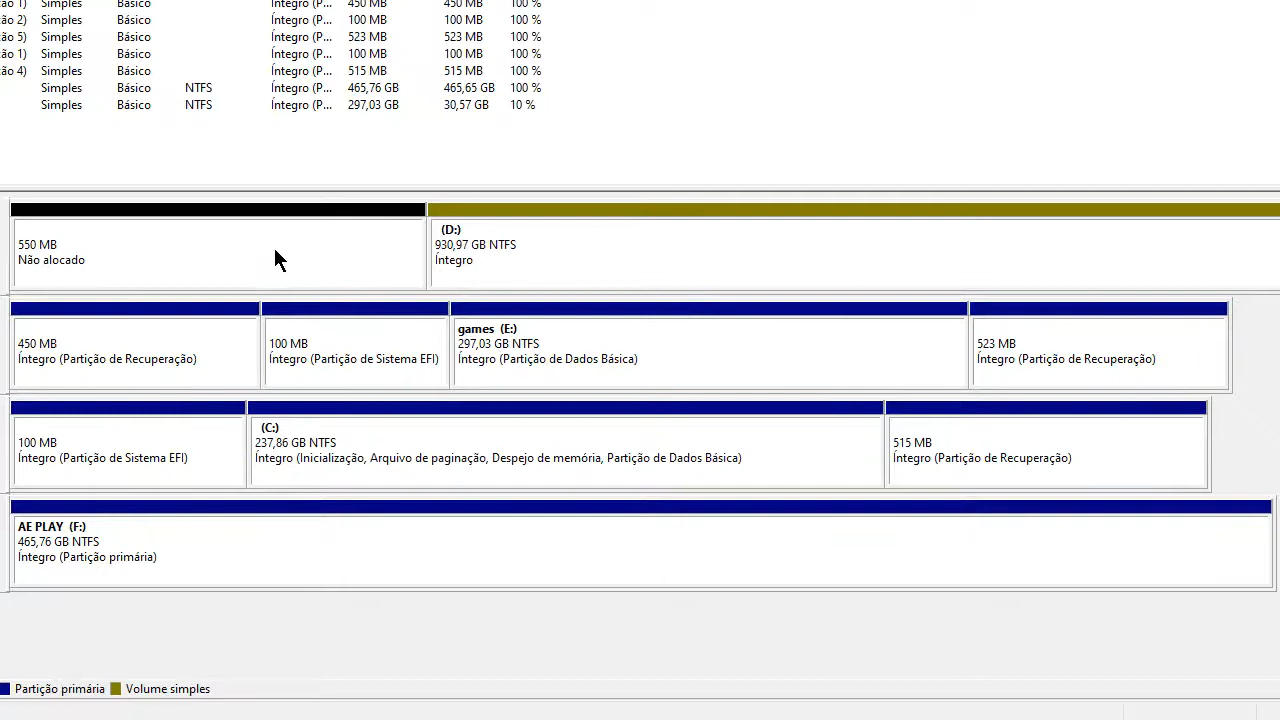 ção 1) Simples Básico Íntegro (P... 450 MB 450 MB 100 %
ção 2) Simples Básico Íntegro (P... 100 MB 100 MB 100 %
ção 5) Simples Básico Íntegro (P... 523 MB 523 MB 100 %
ção 1) Simples Básico Íntegro (P... 100 MB 100 MB 100 %
ção 4) Simples Básico Íntegro (P... 515 MB 515 MB 100 %
Simples Básico NTFS Íntegro (P... 465,76 GB 465,65 GB 100 %
Simples Básico NTFS Íntegro (P... 297,03 GB 30,57 GB 10 %
550 MB
Não alocado
(D:)
930,97 GB NTFS
Íntegro
450 MB
Íntegro (Partição de Recuperação)
100 MB
Íntegro (Partição de Sistema EFI)
games (E:)
297,03 GB NTFS
Íntegro (Partição de Dados Básica)
523 MB
Íntegro (Partição de Recuperação)
100 MB
Íntegro (Partição de Sistema EFI)
(C:)
237,86 GB NTFS
Íntegro (Inicialização, Arquivo de paginação, Despejo de memória, Partição de Dados Básica)
515 MB
Íntegro (Partição de Recuperação)
AE PLAY (F:)
465,76 GB NTFS
Íntegro (Partição primária)
Partição primária Volume simples